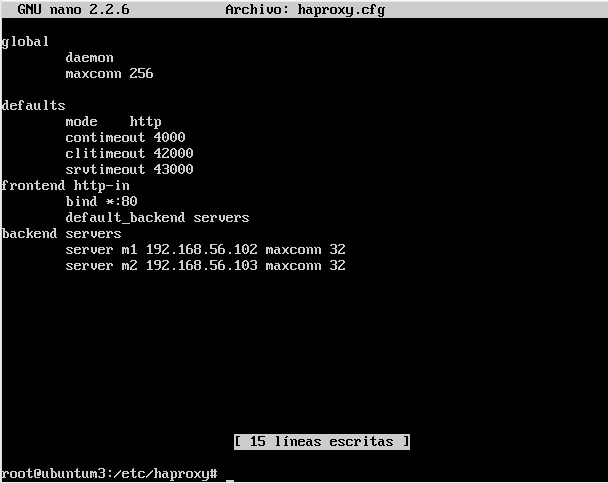 GNU nano 2.2.6 Archivo: haproxy.cfg
global
daemon
maxconn 256
defaults
mode http
contimeout 4000
clitimeout 42000
srvtimeout 43000
frontend http-in
bind *:80
default_backend servers
backend servers
server m1 192.168.56.102 maxconn 32
server m2 192.168.56.103 maxconn 32
[ 15 líneas escritas ]
root@ubuntum3:/etc/haproxy# _